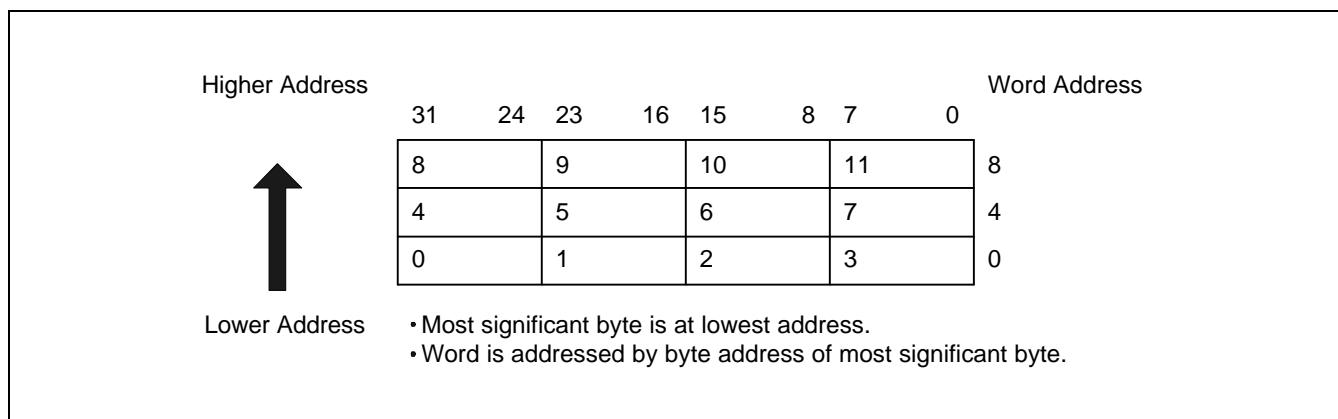 Higher Address
Word Address
31 24 23 16 15 8 7 0
8 9 10 11 8
4 5 6 7 4
0 1 2 3 0
Lower Address
• Most significant byte is at lowest address.
• Word is addressed by byte address of most significant byte.